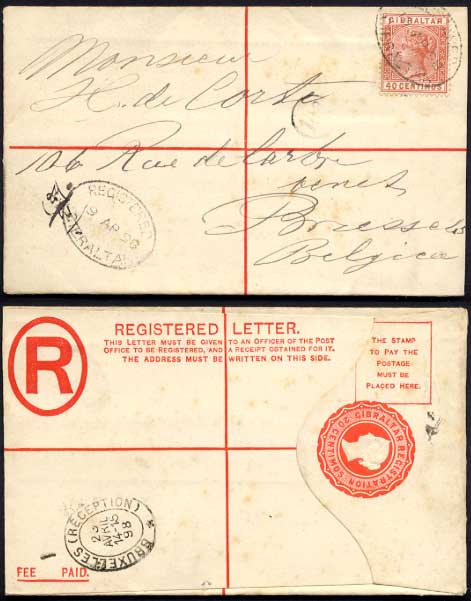 GIBRALTAR
40 CENTIMOS
Monsieur
H. de Corte
106 Rue de
Brussels
Belgica
REGISTERED
19 AP 98
GIBRALTAR
R
REGISTERED LETTER.
THIS LETTER MUST BE GIVEN TO AN OFFICER OF THE POST
OFFICE TO BE REGISTERED, AND A RECEIPT OBTAINED FOR IT.
THE ADDRESS MUST BE WRITTEN ON THIS SIDE.
THE STAMP
TO PAY THE
POSTAGE
MUST BE
PLACED HERE.
GIBRALTAR REGISTRATION
20 CENTIMOS
BRUXELLES (RECEPTION)
23
AVRIL
14-15
98
FEE PAID.